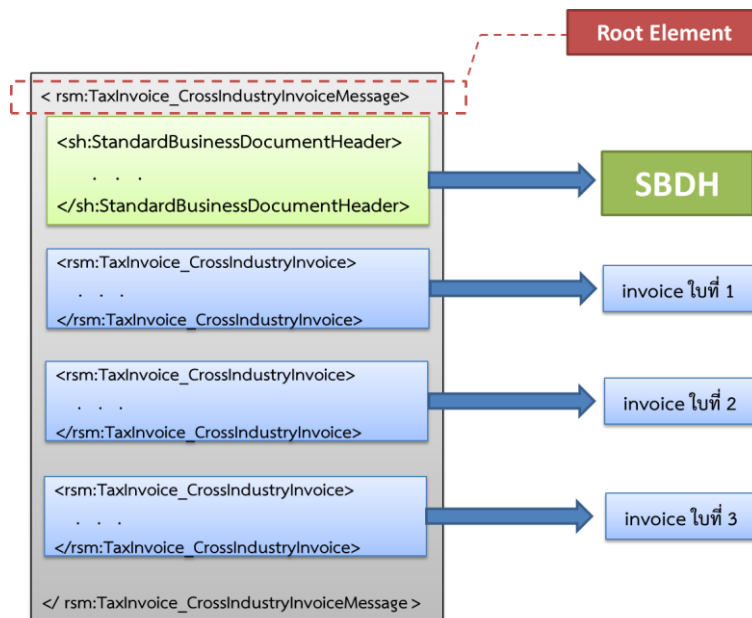 Root Element
< rsm:TaxInvoice_CrossIndustryInvoiceMessage>
<sh:StandardBusinessDocumentHeader>
. . .
</sh:StandardBusinessDocumentHeader>
SBDH
<rsm:TaxInvoice_CrossIndustryInvoice>
. . .
</rsm:TaxInvoice_CrossIndustryInvoice>
invoice ใบที่ 1
<rsm:TaxInvoice_CrossIndustryInvoice>
. . .
</rsm:TaxInvoice_CrossIndustryInvoice>
invoice ใบที่ 2
<rsm:TaxInvoice_CrossIndustryInvoice>
. . .
</rsm:TaxInvoice_CrossIndustryInvoice>
invoice ใบที่ 3
</ rsm:TaxInvoice_CrossIndustryInvoiceMessage >